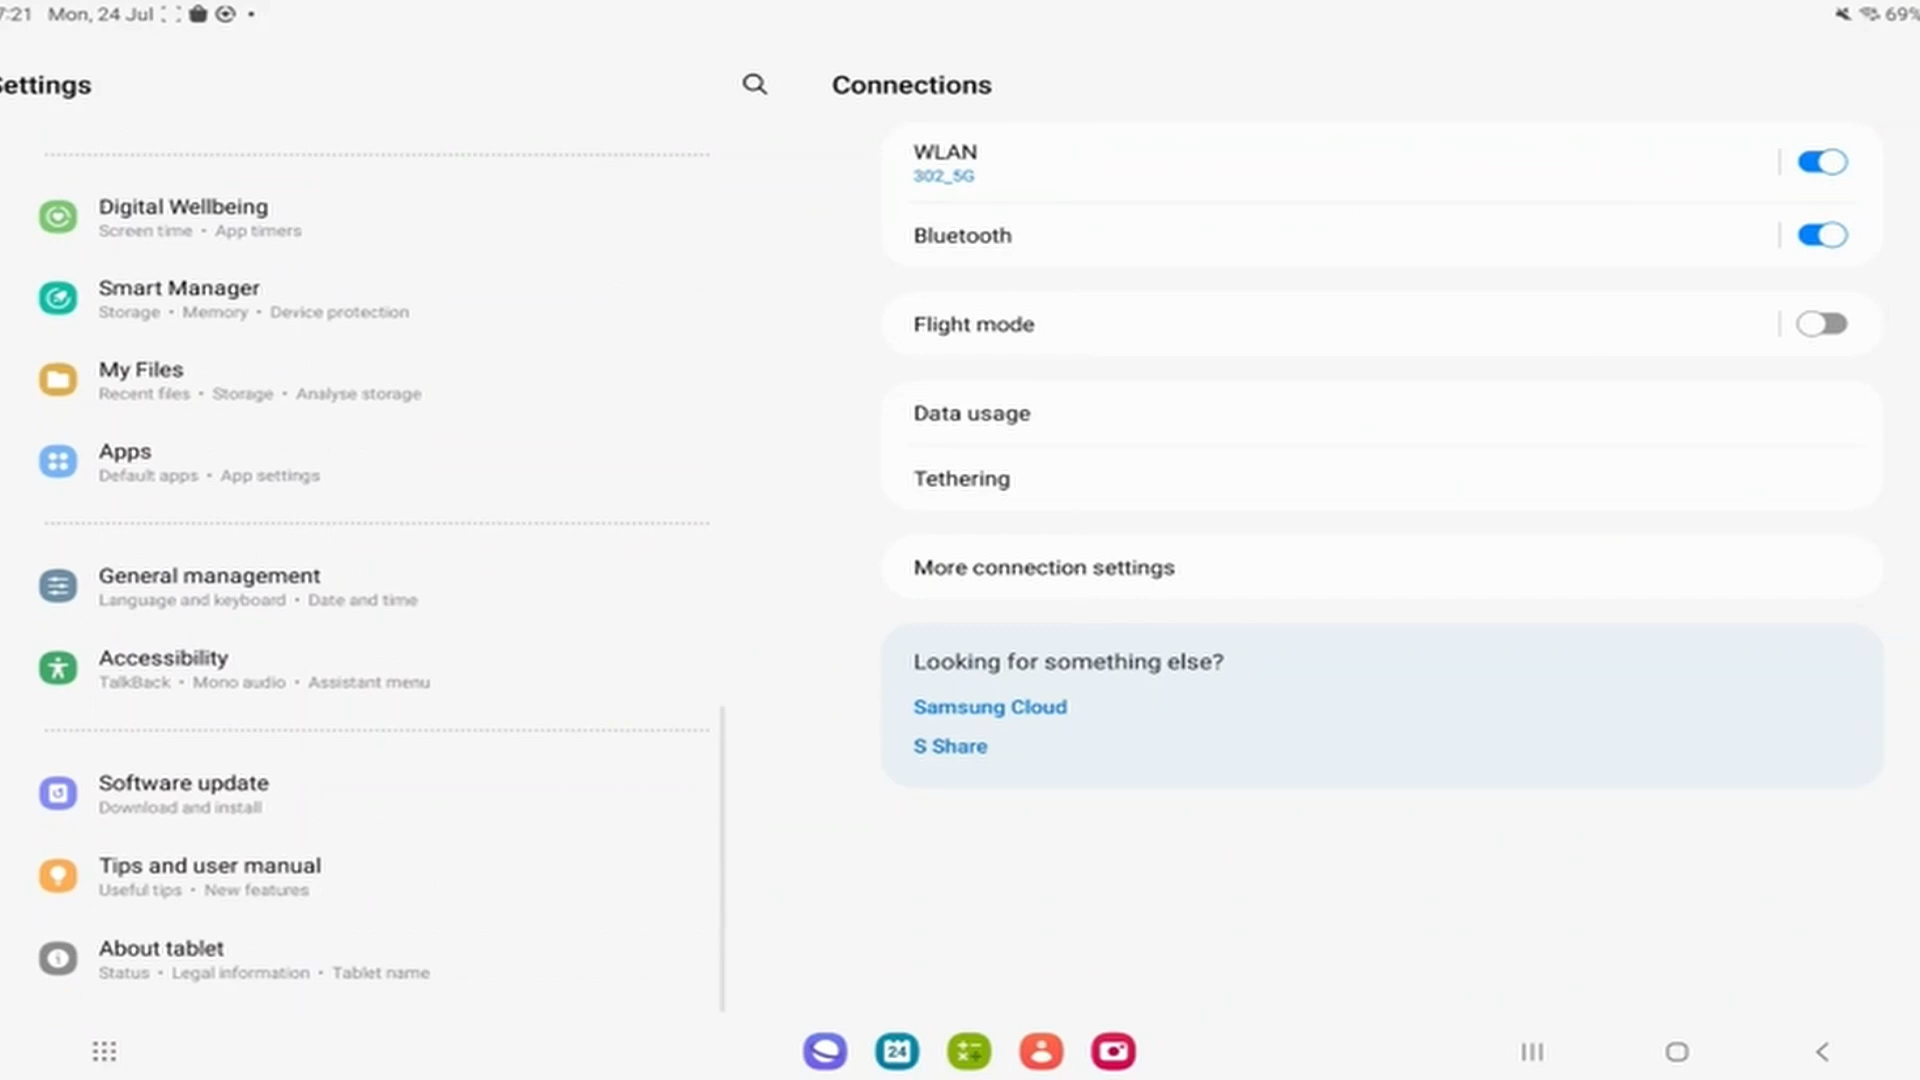 7:21 Mon, 24 Jul
69%
Settings
Digital Wellbeing
Screen time • App timers
Smart Manager
Storage • Memory • Device protection
My Files
Recent files • Storage • Analyse storage
Apps
Default apps • App settings
General management
Language and keyboard • Date and time
Accessibility
TalkBack • Mono audio • Assistant menu
Software update
Download and install
Tips and user manual
Useful tips • New features
About tablet
Status • Legal information • Tablet name
Connections
WLAN
302_5G
Bluetooth
Flight mode
Data usage
Tethering
More connection settings
Looking for something else?
Samsung Cloud
S Share
24